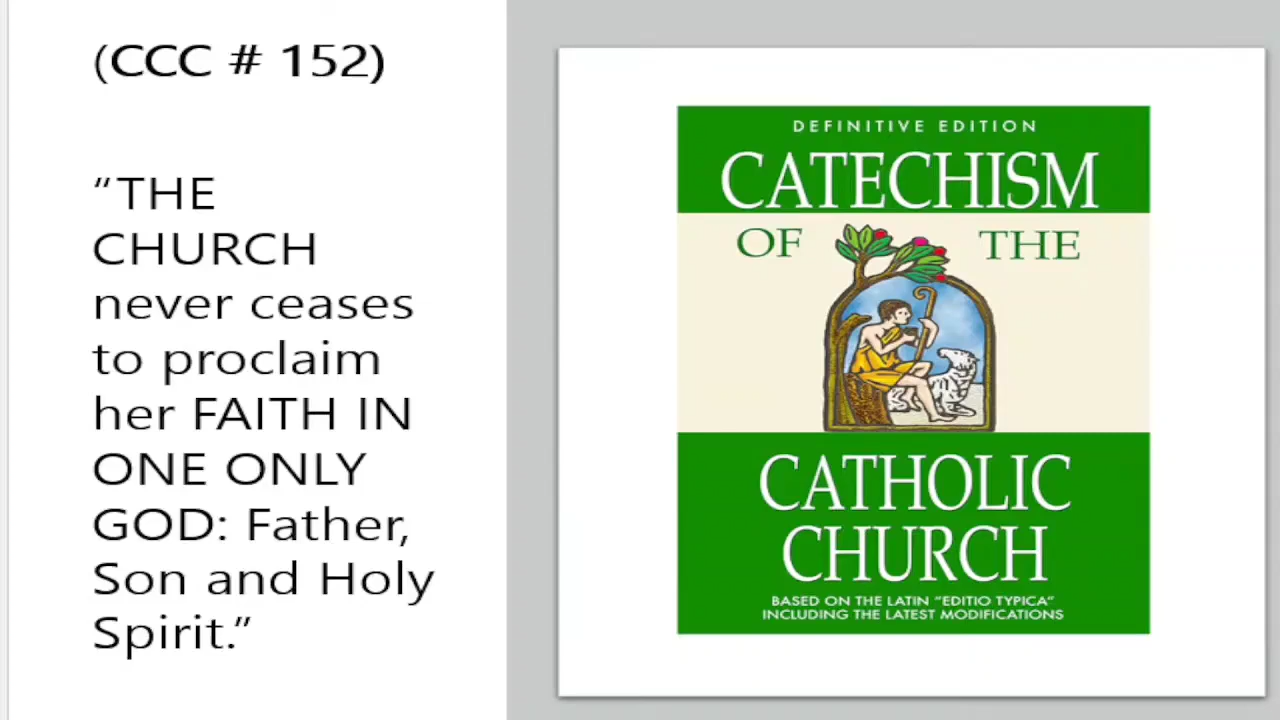 (CCC # 152)
“THE
CHURCH
never ceases
to proclaim
her FAITH IN
ONE ONLY
GOD: Father,
Son and Holy
Spirit.”
DEFINITIVE EDITION
CATECHISM
OF THE
CATHOLIC
CHURCH
BASED ON THE LATIN “EDITIO TYPICA”
INCLUDING THE LATEST MODIFICATIONS